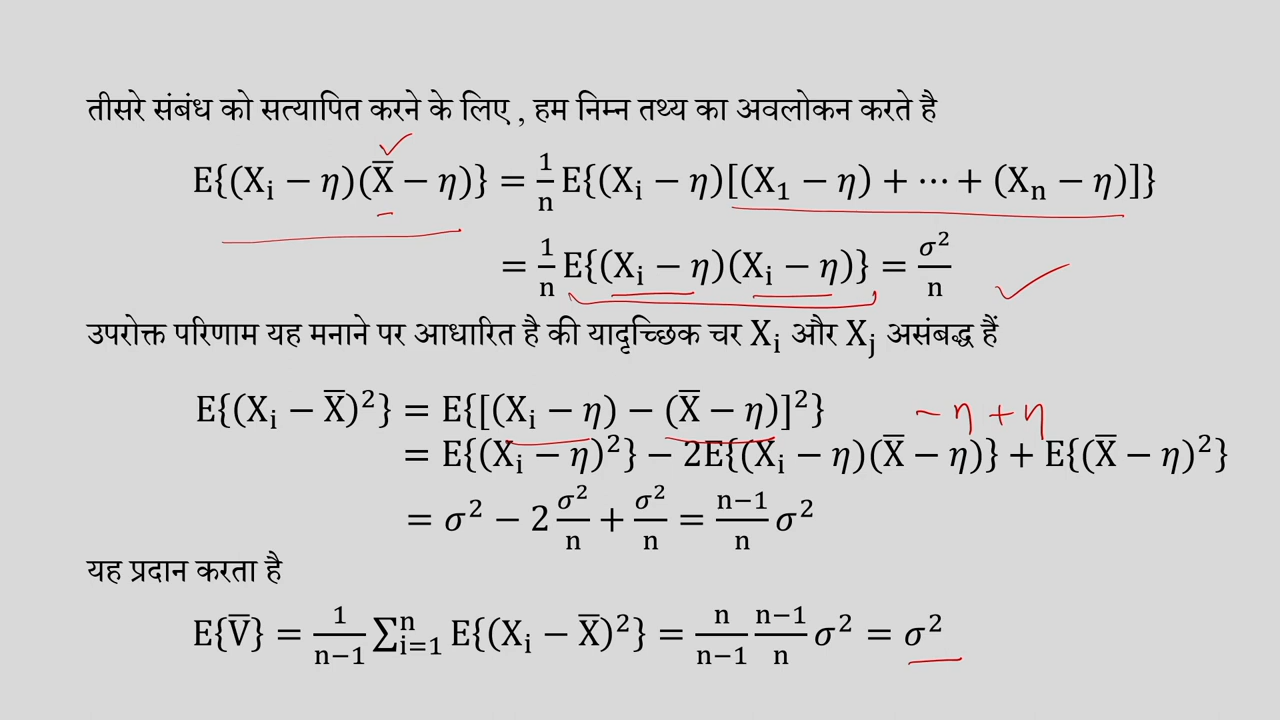 तीसरे संबंध को सत्यापित करने के लिए , हम निम्न तथ्य का अवलोकन करते है
E{(Xᵢ − η)(X̅ − η)} = 1/n E{(Xᵢ − η)[(X₁ − η) + ⋯ + (Xₙ − η)]}
= 1/n E{(Xᵢ − η)(Xᵢ − η)} = σ²/n
उपरोक्त परिणाम यह मनाने पर आधारित है की यादृच्छिक चर Xᵢ और Xⱼ असंबद्ध हैं
E{(Xᵢ − X̅)²} = E{[(Xᵢ − η) − (X̅ − η)]²} − η + η
= E{(Xᵢ − η)²} − 2E{(Xᵢ − η)(X̅ − η)} + E{(X̅ − η)²}
= σ² − 2 σ²/n + σ²/n = n−1/n σ²
यह प्रदान करता है
E{V̅} = 1/n−1 ∑ⁿᵢ₌₁ E{(Xᵢ − X̅)²} = n/n−1 n−1/n σ² = σ²